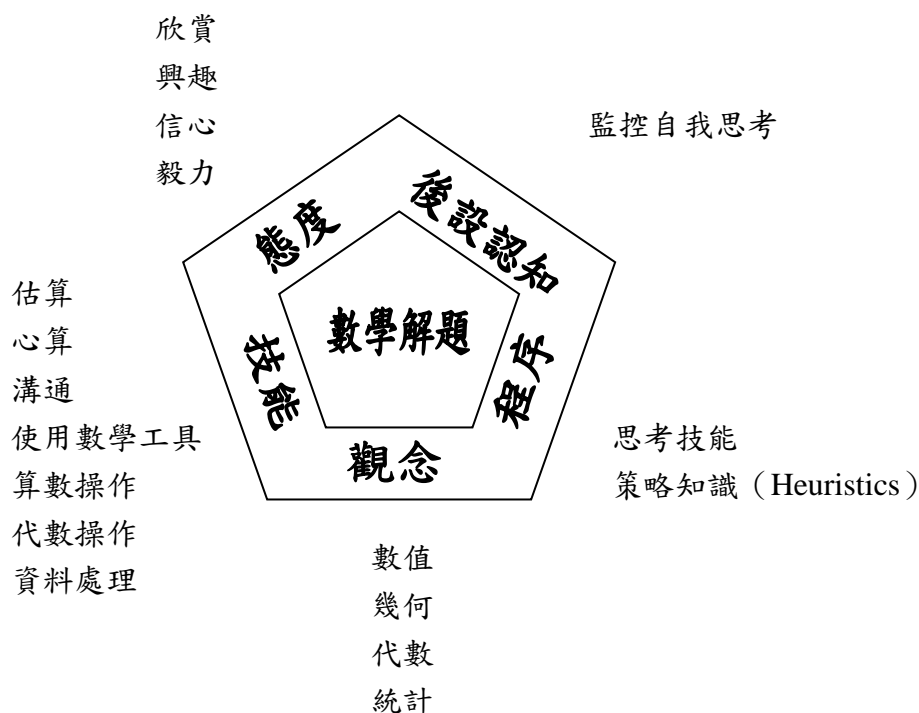 欣賞
興趣
信心
毅力
監控自我思考
態度
後設認知
數學解題
技能
程序
觀念
估算
心算
溝通
使用數學工具
算數操作
代數操作
資料處理
思考技能
策略知識（Heuristics）
數值
幾何
代數
統計